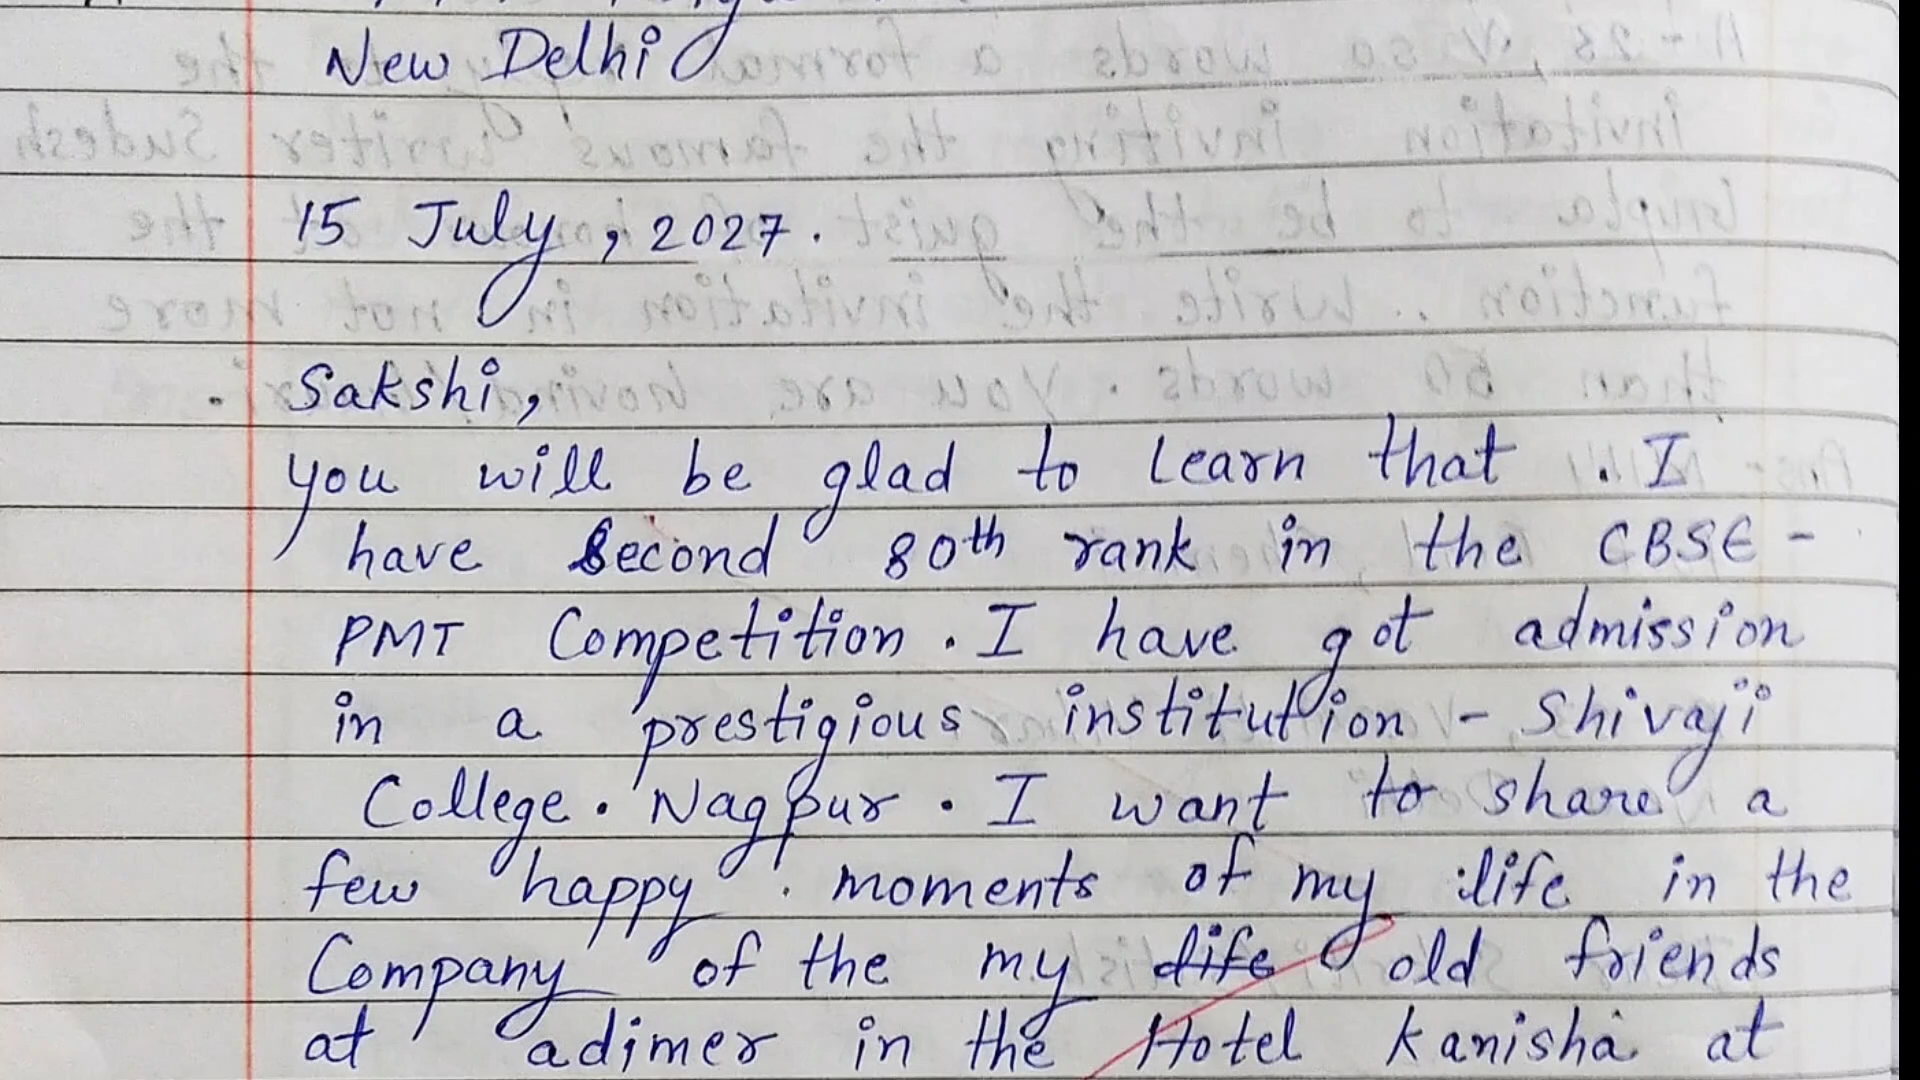 New Delhi
15 July, 2027.
Sakshi,
you will be glad to learn that . I
have second 80th rank in the CBSE -
PMT Competition . I have got admission
in a prestigious institution - Shivaji
College . Nagpur . I want to share a
few happy . moments of my life in the
Company of the my life old friends
at adimer in the Hotel Kanisha at